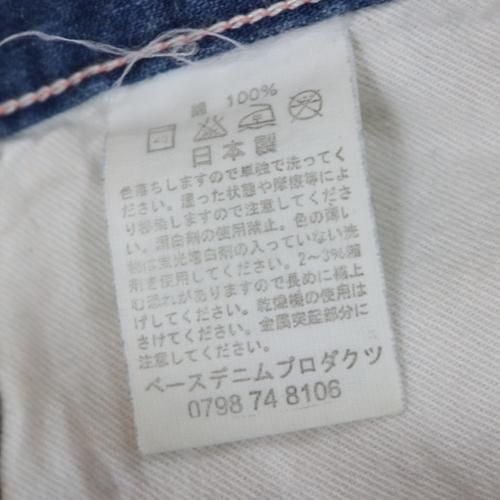 綿 100%
日本製
色落ちしますので単独で洗ってく
ださい。湿った状態や摩擦等によ
り移染しますので注意してくださ
い。漂白剤の使用禁止。色の薄い
物は蛍光増白剤の入っていない洗
剤を使用してください。2～3%縮
む恐れがありますので長めに裾上
げしてください。乾燥機の使用は
さけてください。金属突起部分に
注意してください。
ベースデニムプロダクツ
0798 74 8106